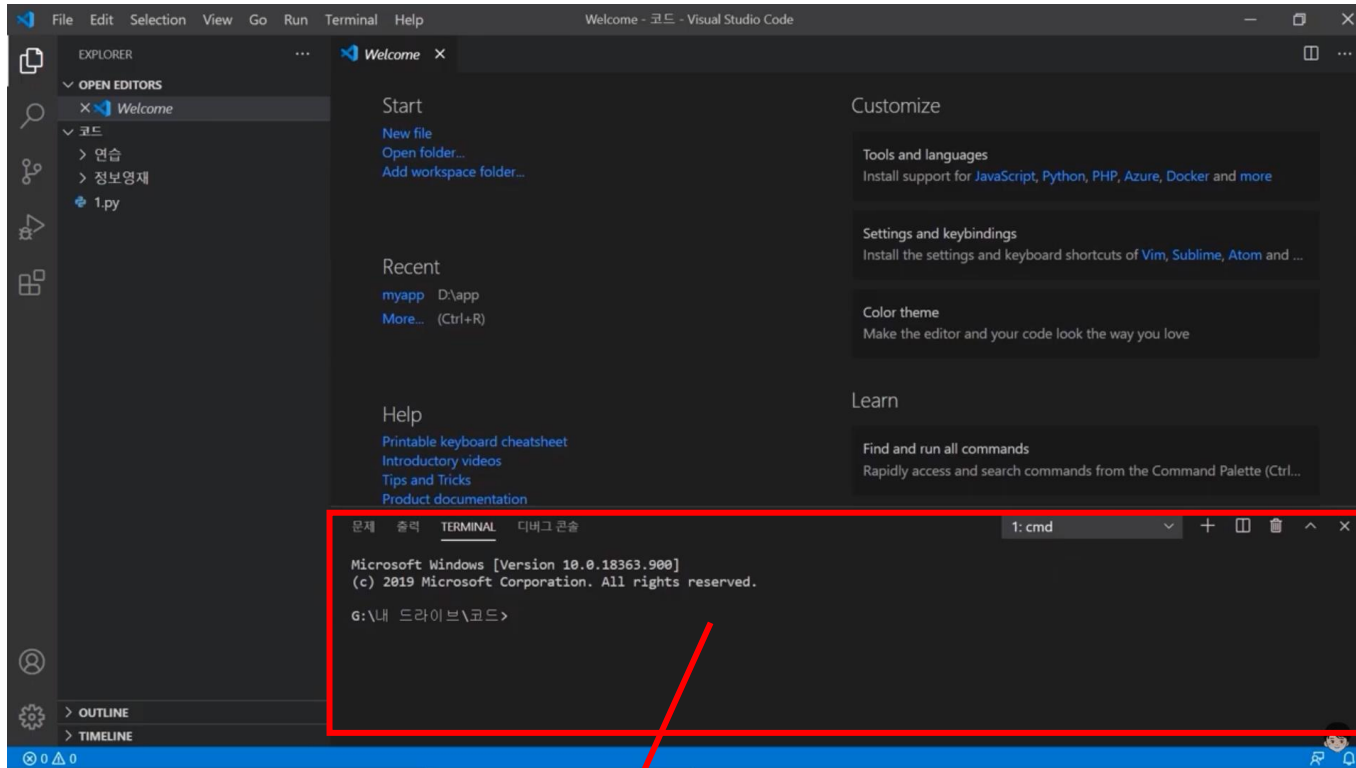 File Edit Selection View Go Run Terminal Help
Welcome - 코드 - Visual Studio Code
EXPLORER
OPEN EDITORS
Welcome
코드
연습
정보영재
1.py
OUTLINE
TIMELINE
Welcome
Start
New file
Open folder...
Add workspace folder...
Recent
myapp D:\app
More... (Ctrl+R)
Help
Printable keyboard cheatsheet
Introductory videos
Tips and Tricks
Product documentation
Customize
Tools and languages
Install support for JavaScript, Python, PHP, Azure, Docker and more
Settings and keybindings
Install the settings and keyboard shortcuts of Vim, Sublime, Atom and ...
Color theme
Make the editor and your code look the way you love
Learn
Find and run all commands
Rapidly access and search commands from the Command Palette (Ctrl...
문제 출력 TERMINAL 디버그 콘솔
1: cmd
Microsoft Windows [Version 10.0.18363.900]
(c) 2019 Microsoft Corporation. All rights reserved.
G:\내 드라이브\코드>
0 0